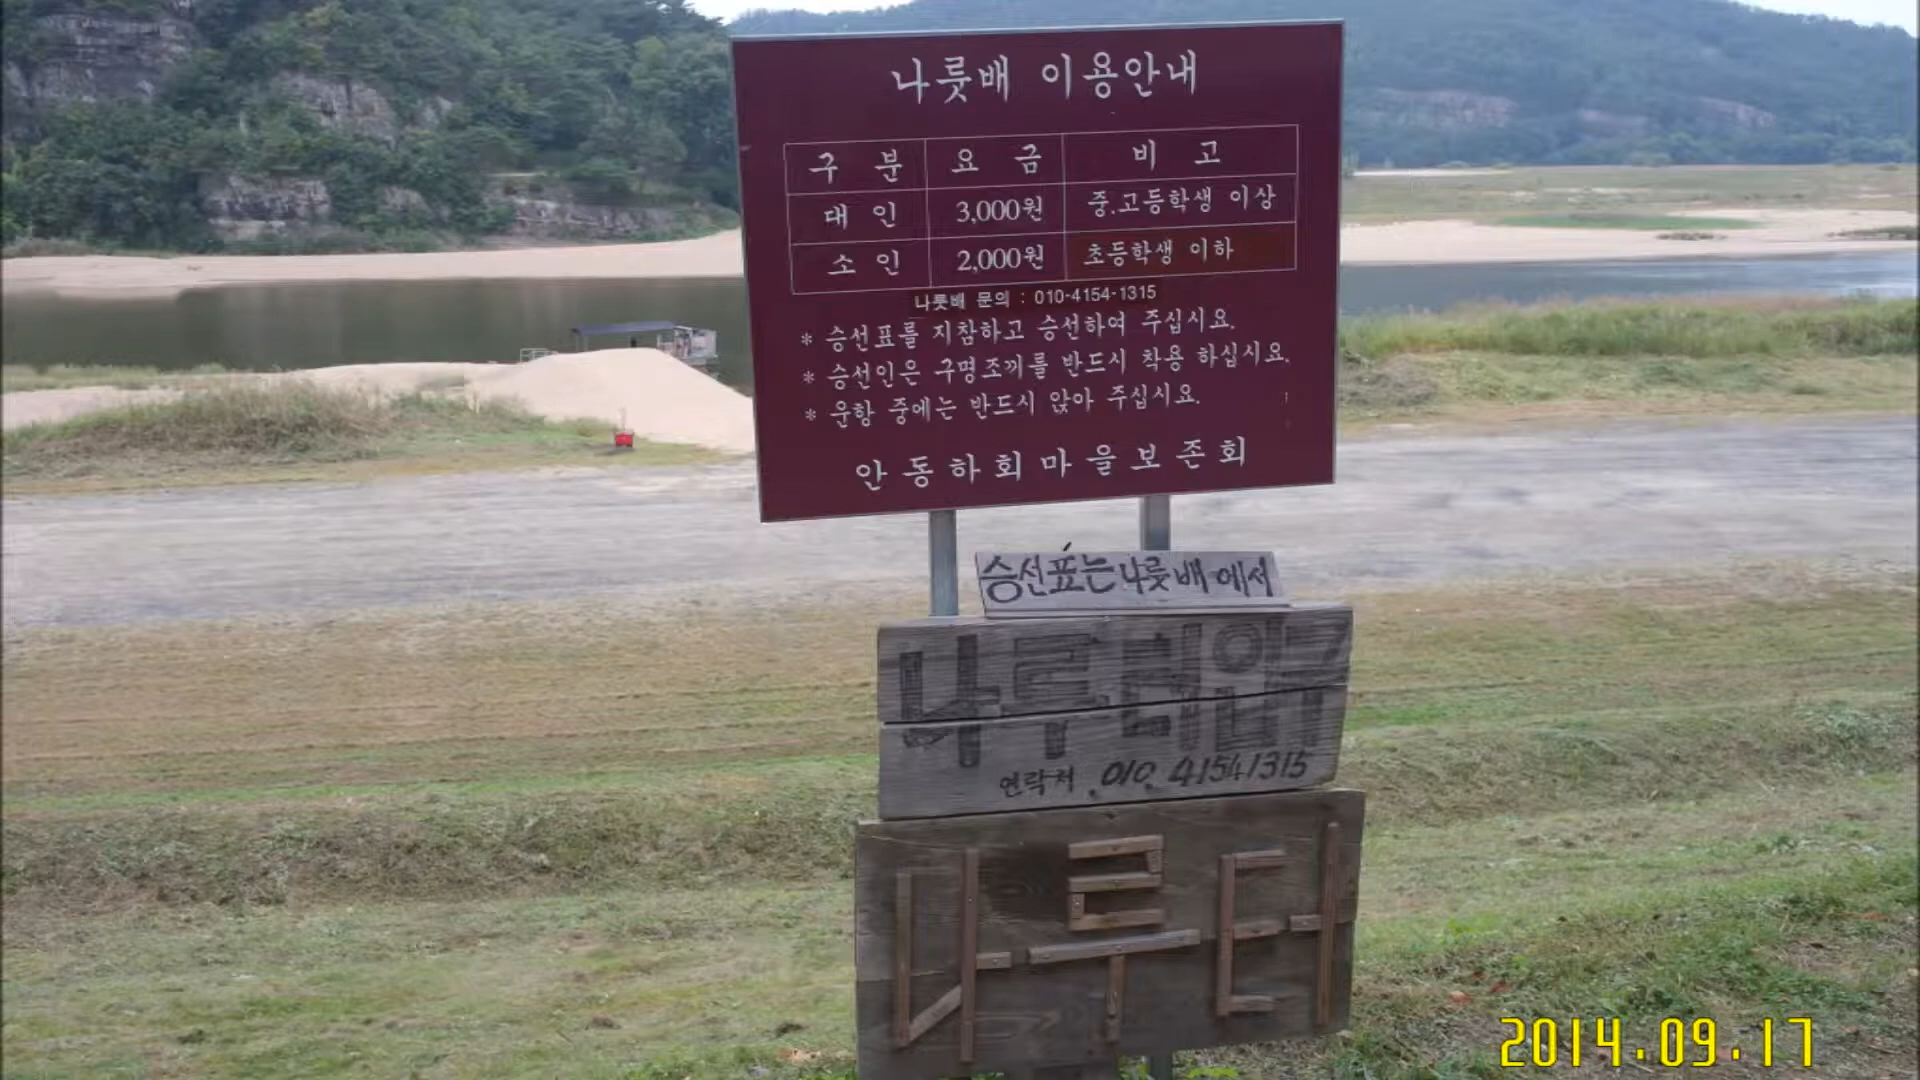 나룻배 이용안내
구 분 요 금 비 고
대 인 3,000원 중.고등학생 이상
소 인 2,000원 초등학생 이하
나룻배 문의 : 010-4154-1315
* 승선표를 지참하고 승선하여 주십시요.
* 승선인은 구명조끼를 반드시 착용 하십시요.
* 운항 중에는 반드시 앉아 주십시요.
안동하회마을보존회
승선표는 나룻배에서
나루터입구
연락처 . 010. 41541315
나루터
2014.09.17